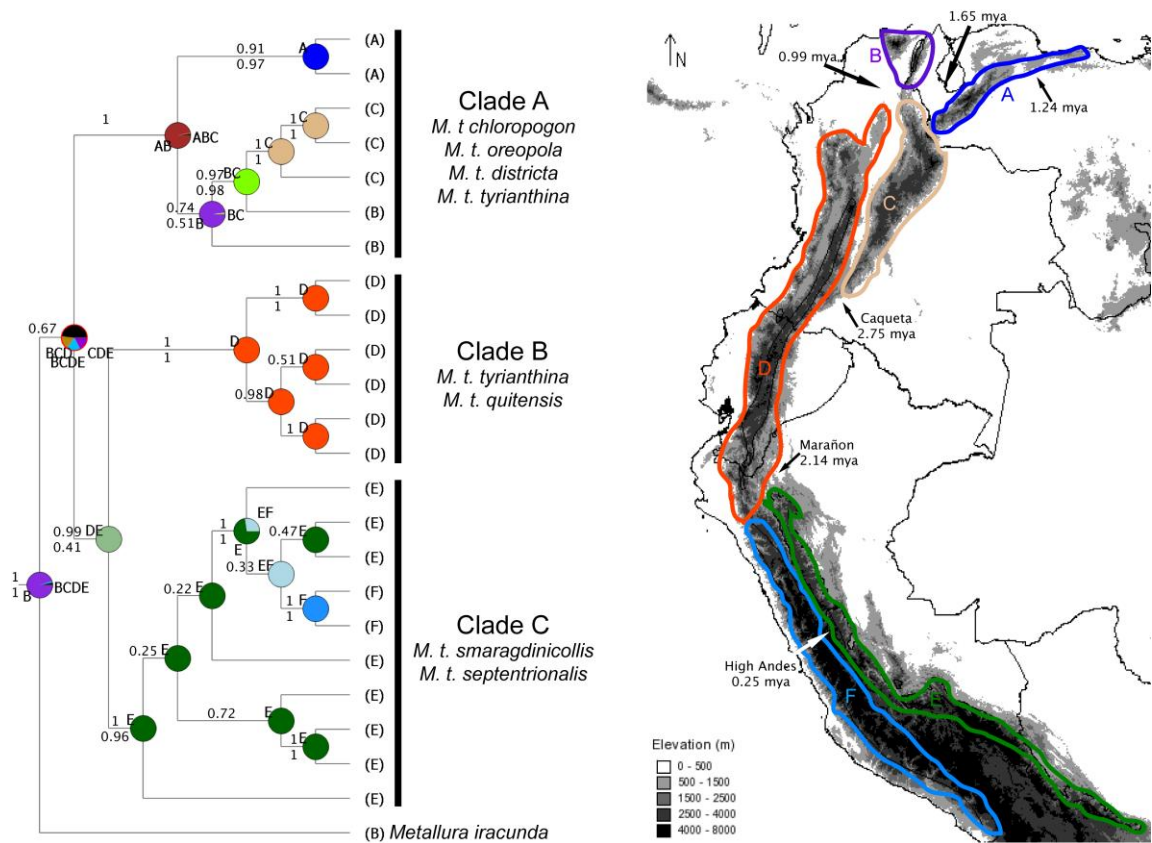 0.91
0.97
A
(A)
(A)
1
AB
ABC
(C)
1
1
C
(C)
1
1
C
(C)
0.97
0.98
BC
(B)
0.74
0.51
B
BC
(B)
Clade A
M. t chloropogon
M. t. oreopola
M. t. districta
M. t. tyrianthina
0.67
BCD
CDE
BCDE
1
1
D
1
1
D
(D)
(D)
0.51
D
(D)
(D)
0.98
D
1
D
(D)
(D)
Clade B
M. t. tyrianthina
M. t. quitensis
0.99
0.41
DE
1
1
EF
E
(E)
0.47
E
(E)
(E)
0.33
EF
1
1
F
(F)
(F)
0.22
E
(E)
0.25
E
0.72
E
(E)
1
1
E
(E)
(E)
1
0.96
E
(E)
Clade C
M. t. smaragdinicollis
M. t. septentrionalis
1
1
B
BCDE
(B) Metallura iracunda
N
1.65 mya
0.99 mya
B
A
1.24 mya
C
Caqueta
2.75 mya
D
Marañon
2.14 mya
High Andes
0.25 mya
F
E
Elevation (m)
0 - 500
500 - 1500
1500 - 2500
2500 - 4000
4000 - 8000